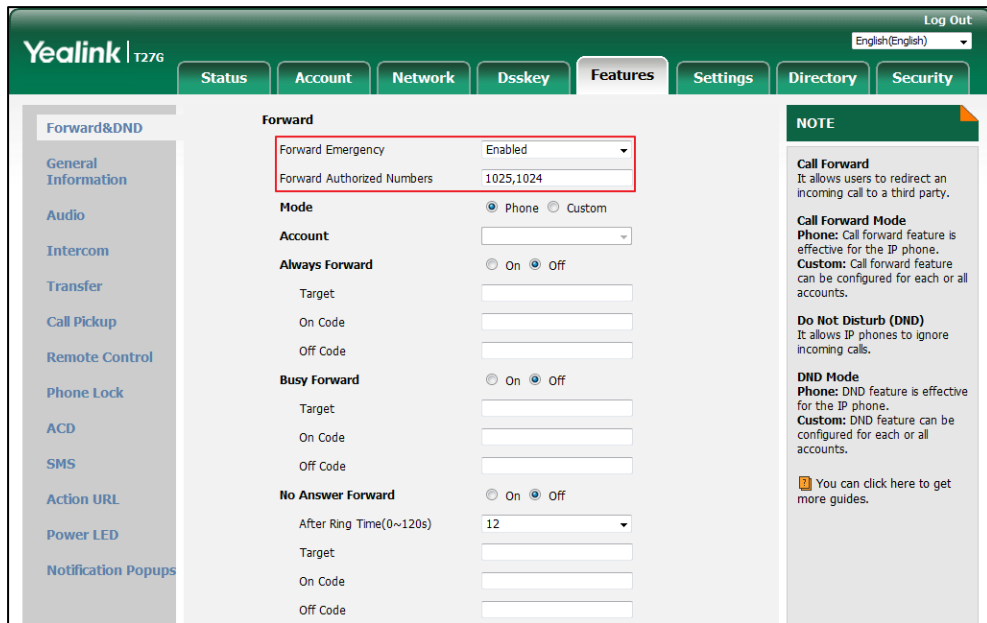 Log Out
English(English)
Yealink T27G
Status Account Network Dsskey Features Settings Directory Security
Forward&DND
General
Information
Audio
Intercom
Transfer
Call Pickup
Remote Control
Phone Lock
ACD
SMS
Action URL
Power LED
Notification Popups
Forward
Forward Emergency Enabled
Forward Authorized Numbers 1025,1024
Mode Phone Custom
Account
Always Forward On Off
Target
On Code
Off Code
Busy Forward On Off
Target
On Code
Off Code
No Answer Forward On Off
After Ring Time(0~120s) 12
Target
On Code
Off Code
NOTE
Call Forward
It allows users to redirect an
incoming call to a third party.
Call Forward Mode
Phone: Call forward feature is
effective for the IP phone.
Custom: Call forward feature
can be configured for each or all
accounts.
Do Not Disturb (DND)
It allows IP phones to ignore
incoming calls.
DND Mode
Phone: DND feature is effective
for the IP phone.
Custom: DND feature can be
configured for each or all
accounts.
? You can click here to get
more guides.